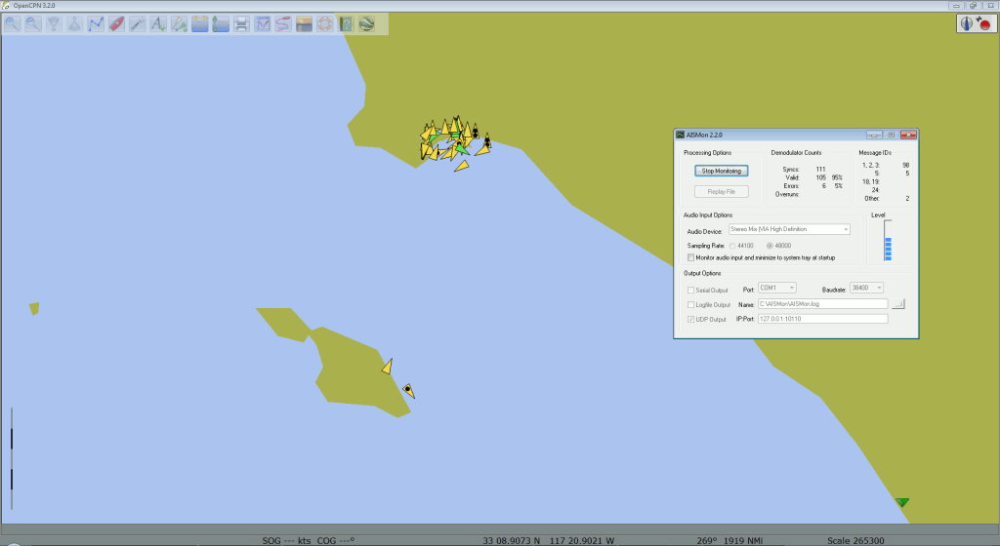 OpenCPN 3.2.0
AISMon 2.2.0
Processing Options
Stop Monitoring
Replay File
Demodulator Counts
Syncs: 111
Valid: 105 95%
Errors: 6 5%
Overruns:
Message IDs
1, 2, 3: 98
5: 5
18, 19:
24:
Other: 2
Audio Input Options
Audio Device: Stereo Mix (VIA High Definition
Sampling Rate: 44100 48000
Monitor audio input and minimize to system tray at startup
Level
Output Options
Serial Output Port: COM1 Baudrate: 38400
Logfile Output Name: C:\AISMon\AISMon.log
UDP Output IP:Port: 127.0.0.1:10110
SOG --- kts COG ---° 33 08.9073 N 117 20.9021 W 269° 1919 NMi Scale 265300